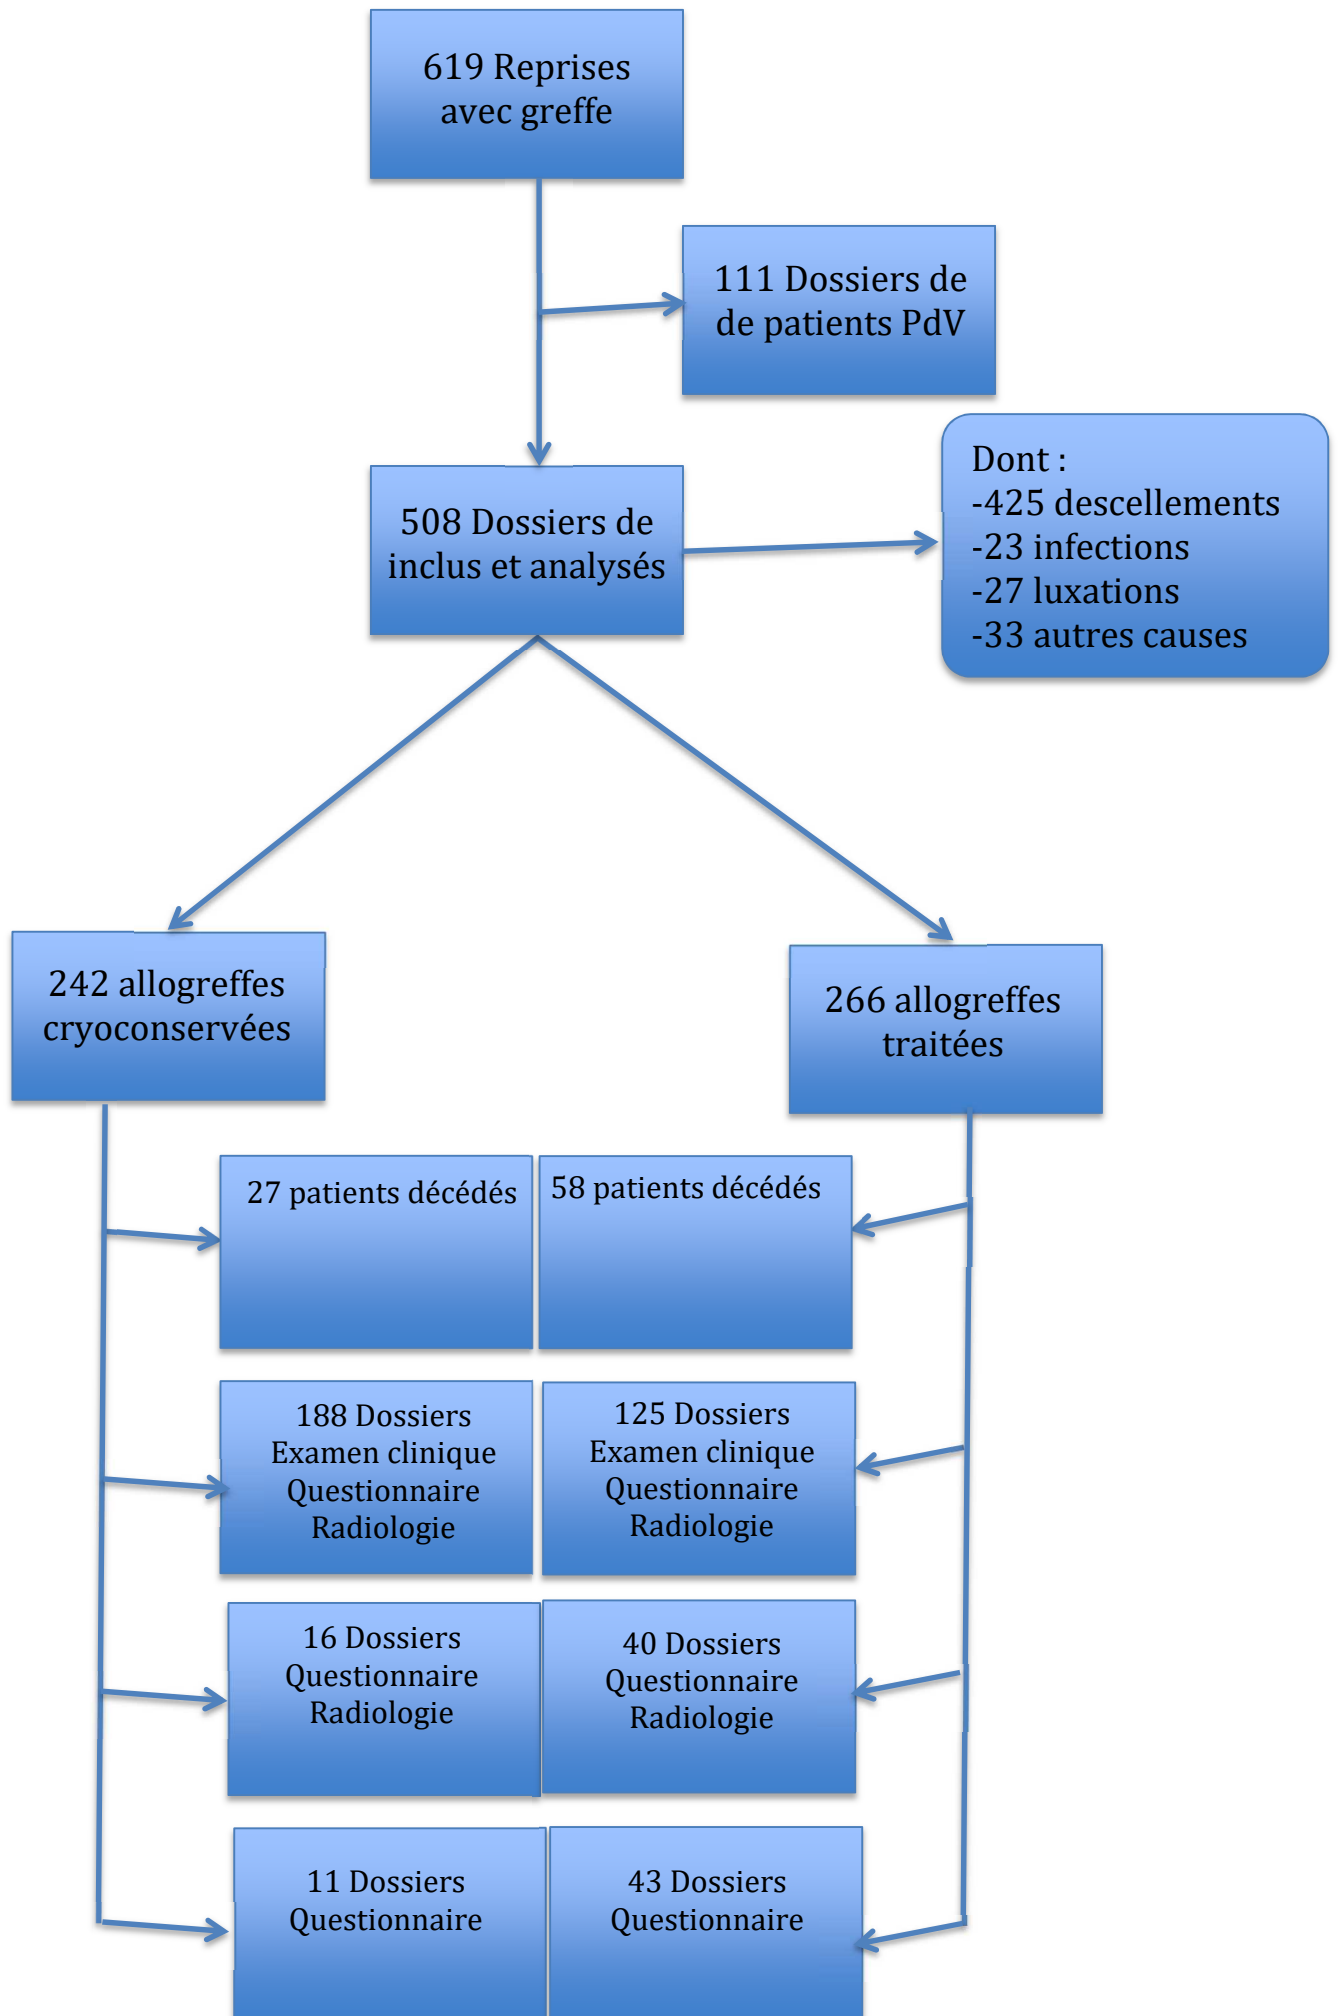 619 Reprises
avec greffe
111 Dossiers de
de patients PdV
508 Dossiers de
inclus et analysés
Dont :
-425 descellements
-23 infections
-27 luxations
-33 autres causes
242 allogreffes
cryoconservées
266 allogreffes
traitées
27 patients décédés
58 patients décédés
188 Dossiers
Examen clinique
Questionnaire
Radiologie
125 Dossiers
Examen clinique
Questionnaire
Radiologie
16 Dossiers
Questionnaire
Radiologie
40 Dossiers
Questionnaire
Radiologie
11 Dossiers
Questionnaire
43 Dossiers
Questionnaire